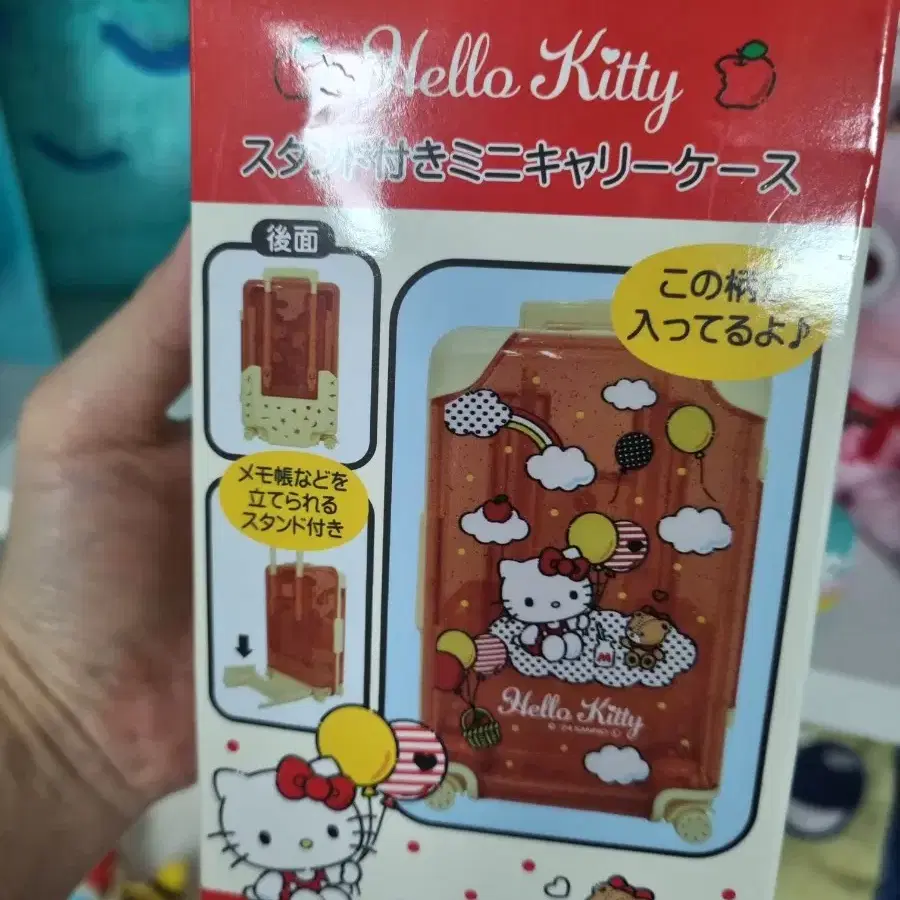 Hello Kitty
スタンド付きミニキャリーケース
後面
この柄
入ってるよ♪
メモ帳などを
立てられる
スタンド付き
M
Hello Kitty